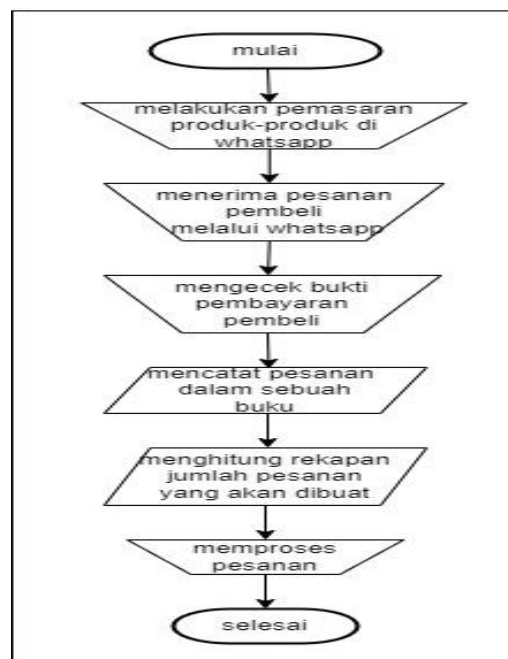 mulai
melakukan pemasaran
produk-produk di
whatsapp
menerima pesanan
pembeli
melalui whatsapp
mengecek bukti
pembayaran
pembeli
mencatat pesanan
dalam sebuah
buku
menghitung rekapan
jumlah pesanan
yang akan dibuat
memproses
pesanan
selesai